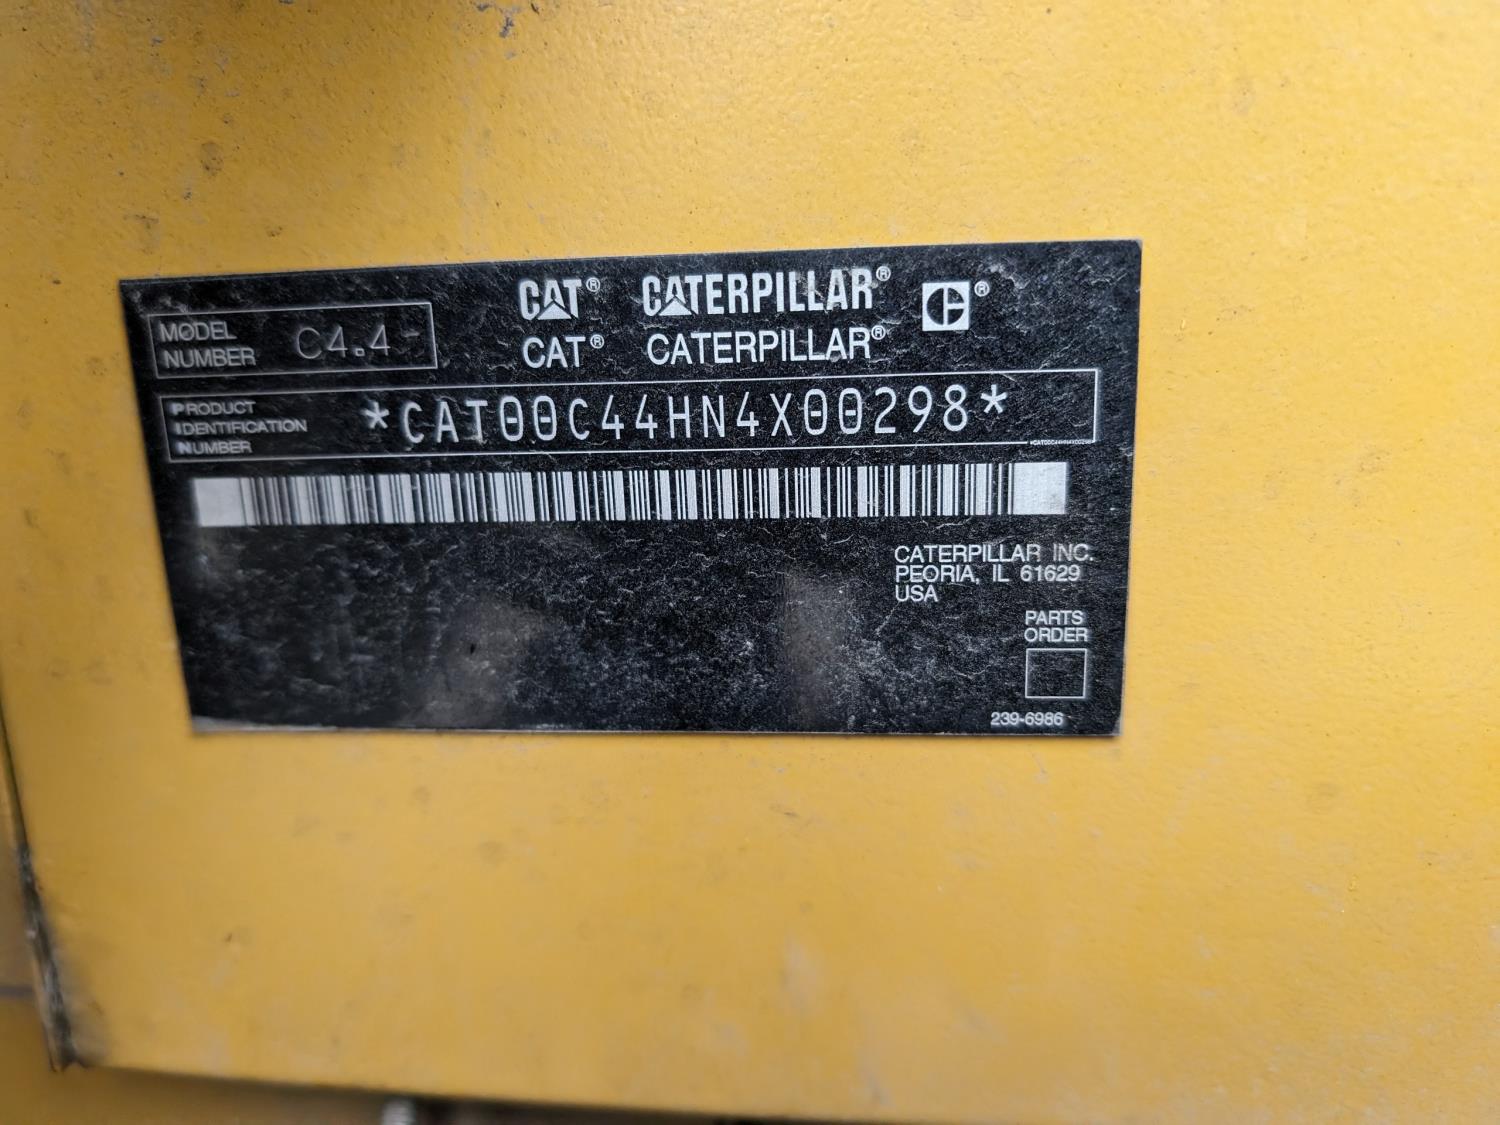 CAT® CATERPILLAR®
CAT® CATERPILLAR®
MODEL
NUMBER C4.4
PRODUCT
IDENTIFICATION
NUMBER
*CAT00C44HN4X00298*
*CAT00C44HN4X00298*
CATERPILLAR INC.
PEORIA, IL 61629
USA
PARTS
ORDER
239-6986